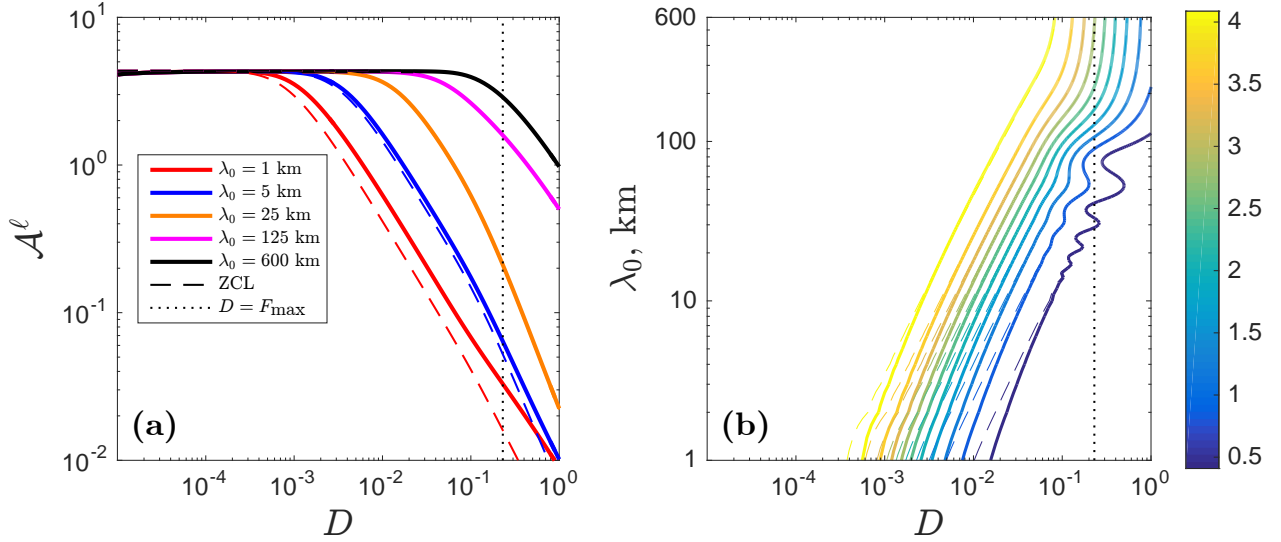 10^1
10^0
10^{-1}
10^{-2}
𝒜^ℓ
λ_0 = 1 km
λ_0 = 5 km
λ_0 = 25 km
λ_0 = 125 km
λ_0 = 600 km
ZCL
D = F_max
(a)
10^{-4}
10^{-3}
10^{-2}
10^{-1}
10^0
D
600
100
10
1
λ_0, km
(b)
10^{-4}
10^{-3}
10^{-2}
10^{-1}
10^0
D
4
3.5
3
2.5
2
1.5
1
0.5